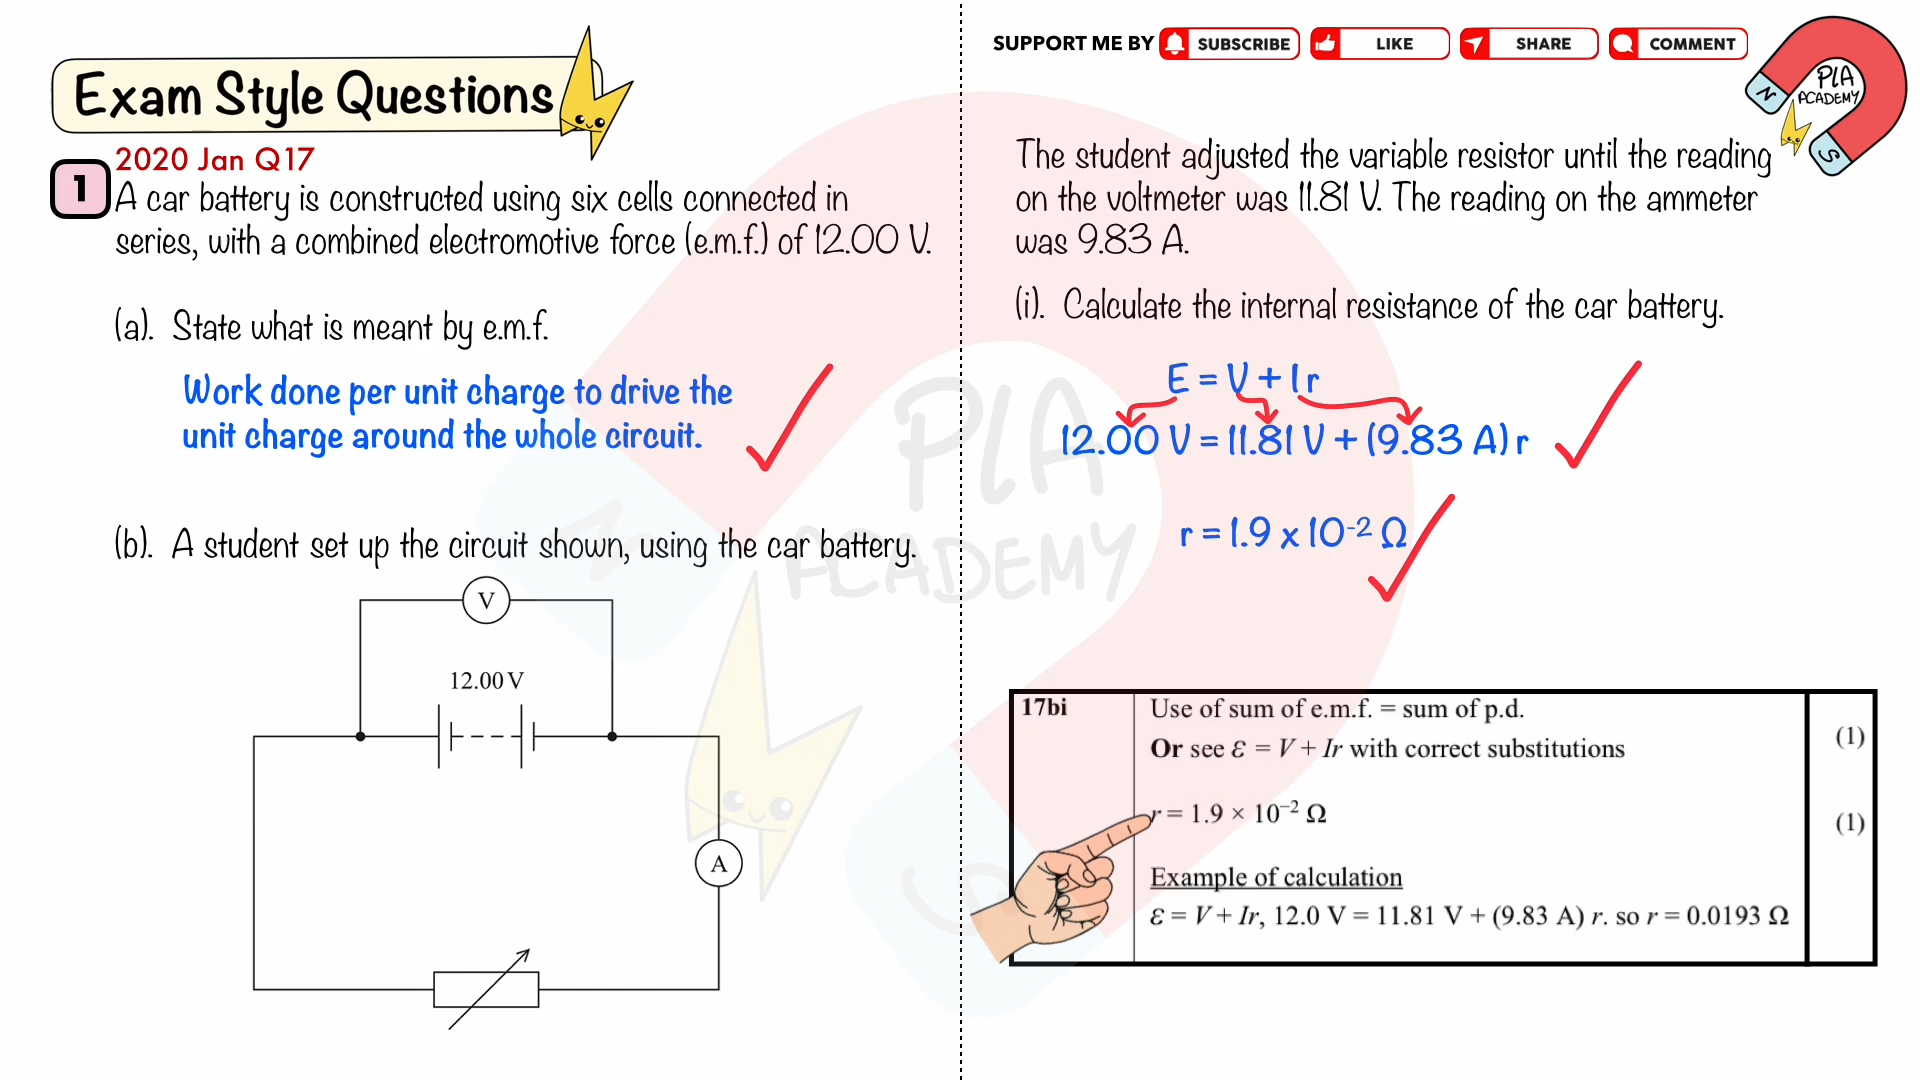 Exam Style Questions
SUPPORT ME BY SUBSCRIBE LIKE SHARE COMMENT
N PLA ACADEMY S
1
2020 Jan Q17
A car battery is constructed using six cells connected in
series, with a combined electromotive force (e.m.f.) of 12.00 V.
(a). State what is meant by e.m.f.
Work done per unit charge to drive the
unit charge around the whole circuit.
(b). A student set up the circuit shown, using the car battery.
V
12.00 V
A
The student adjusted the variable resistor until the reading
on the voltmeter was 11.81 V. The reading on the ammeter
was 9.83 A.
(i). Calculate the internal resistance of the car battery.
E = V + Ir
12.00 V = 11.81 V + (9.83 A) r
r = 1.9 x 10⁻² Ω
17bi
Use of sum of e.m.f. = sum of p.d.
Or see ε = V + Ir with correct substitutions
(1)
r = 1.9 × 10⁻² Ω
(1)
Example of calculation
ε = V + Ir, 12.0 V = 11.81 V + (9.83 A) r. so r = 0.0193 Ω
N
PLA
ACADEMY
S